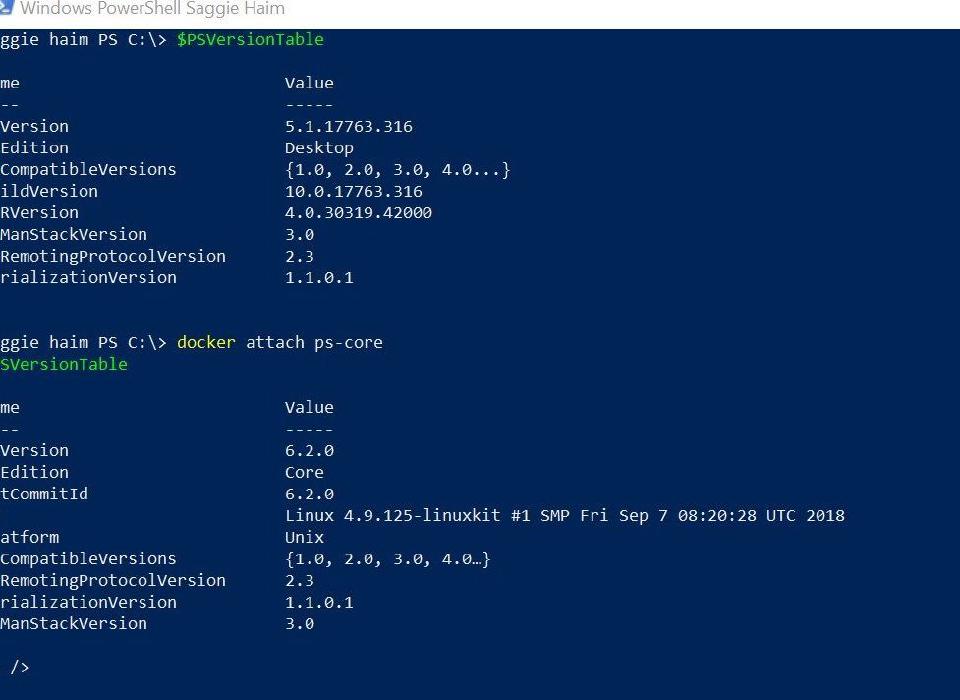 Windows PowerShell Saggie Haim
ggie haim PS C:\> $PSVersionTable
me Value
-- -----
Version 5.1.17763.316
Edition Desktop
CompatibleVersions {1.0, 2.0, 3.0, 4.0...}
ildVersion 10.0.17763.316
RVersion 4.0.30319.42000
ManStackVersion 3.0
RemotingProtocolVersion 2.3
rializationVersion 1.1.0.1
ggie haim PS C:\> docker attach ps-core
SVersionTable
me Value
-- -----
Version 6.2.0
Edition Core
tCommitId 6.2.0
Linux 4.9.125-linuxkit #1 SMP Fri Sep 7 08:20:28 UTC 2018
atform Unix
CompatibleVersions {1.0, 2.0, 3.0, 4.0…}
RemotingProtocolVersion 2.3
rializationVersion 1.1.0.1
ManStackVersion 3.0
/>